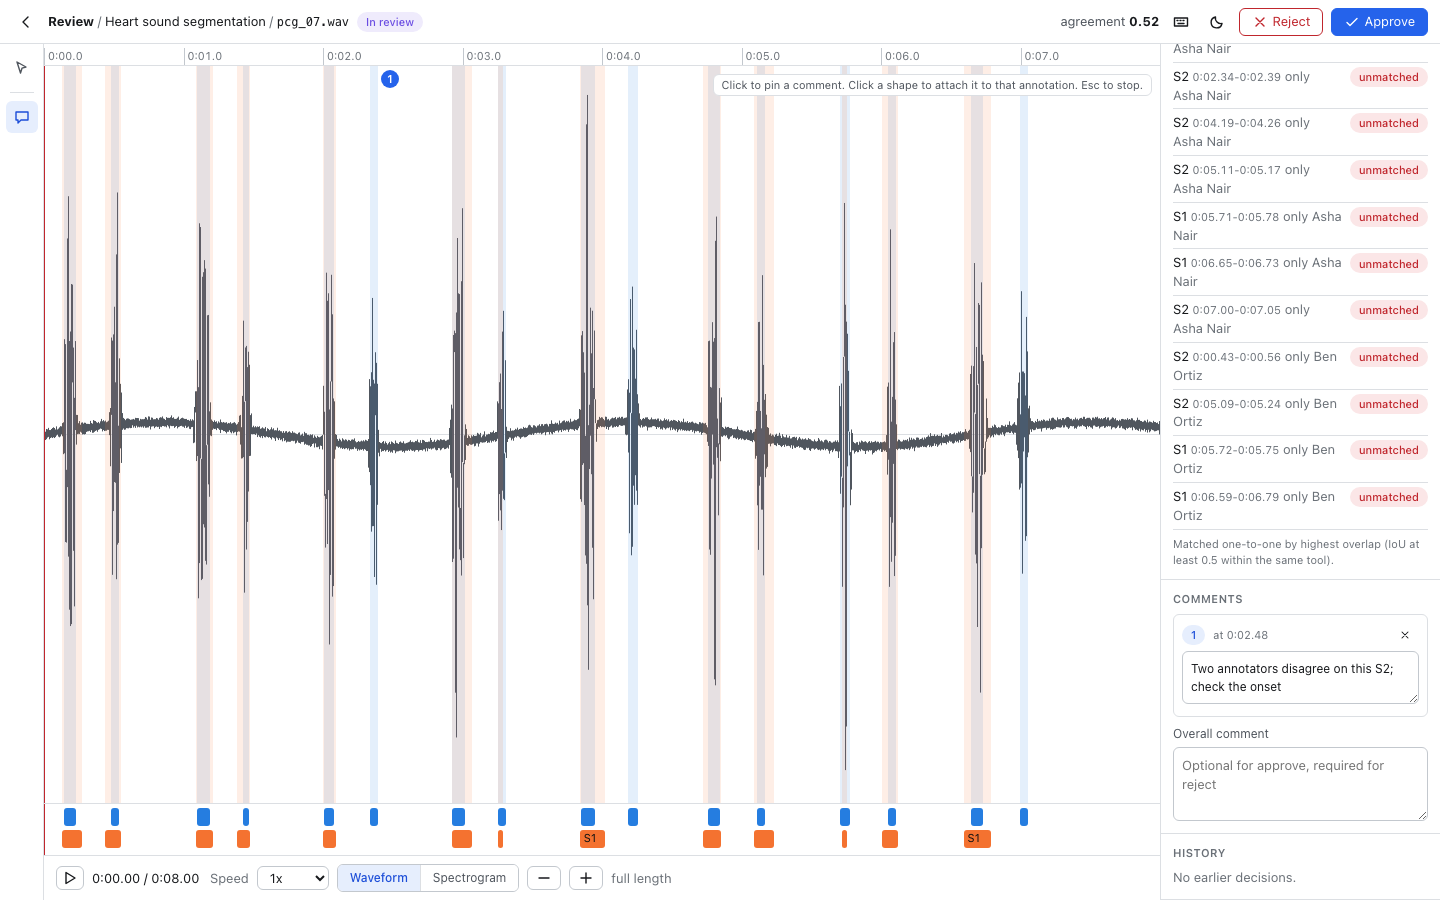 Review / Heart sound segmentation / pcg_07.wav In review
agreement 0.52 Reject Approve
0:00.0 0:01.0 0:02.0 0:03.0 0:04.0 0:05.0 0:06.0 0:07.0
1
Click to pin a comment. Click a shape to attach it to that annotation. Esc to stop.
S1
S1
0:00.00 / 0:08.00 Speed 1x Waveform Spectrogram full length
Asha Nair
S2 0:02.34-0:02.39 only unmatched
Asha Nair
S2 0:04.19-0:04.26 only unmatched
Asha Nair
S2 0:05.11-0:05.17 only unmatched
Asha Nair
S1 0:05.71-0:05.78 only Asha unmatched
Nair
S1 0:06.65-0:06.73 only Asha unmatched
Nair
S2 0:07.00-0:07.05 only unmatched
Asha Nair
S2 0:00.43-0:00.56 only Ben unmatched
Ortiz
S2 0:05.09-0:05.24 only Ben unmatched
Ortiz
S1 0:05.72-0:05.75 only Ben unmatched
Ortiz
S1 0:06.59-0:06.79 only Ben unmatched
Ortiz
Matched one-to-one by highest overlap (IoU at
least 0.5 within the same tool).
COMMENTS
1 at 0:02.48
Two annotators disagree on this S2;
check the onset
Overall comment
Optional for approve, required for
reject
HISTORY
No earlier decisions.